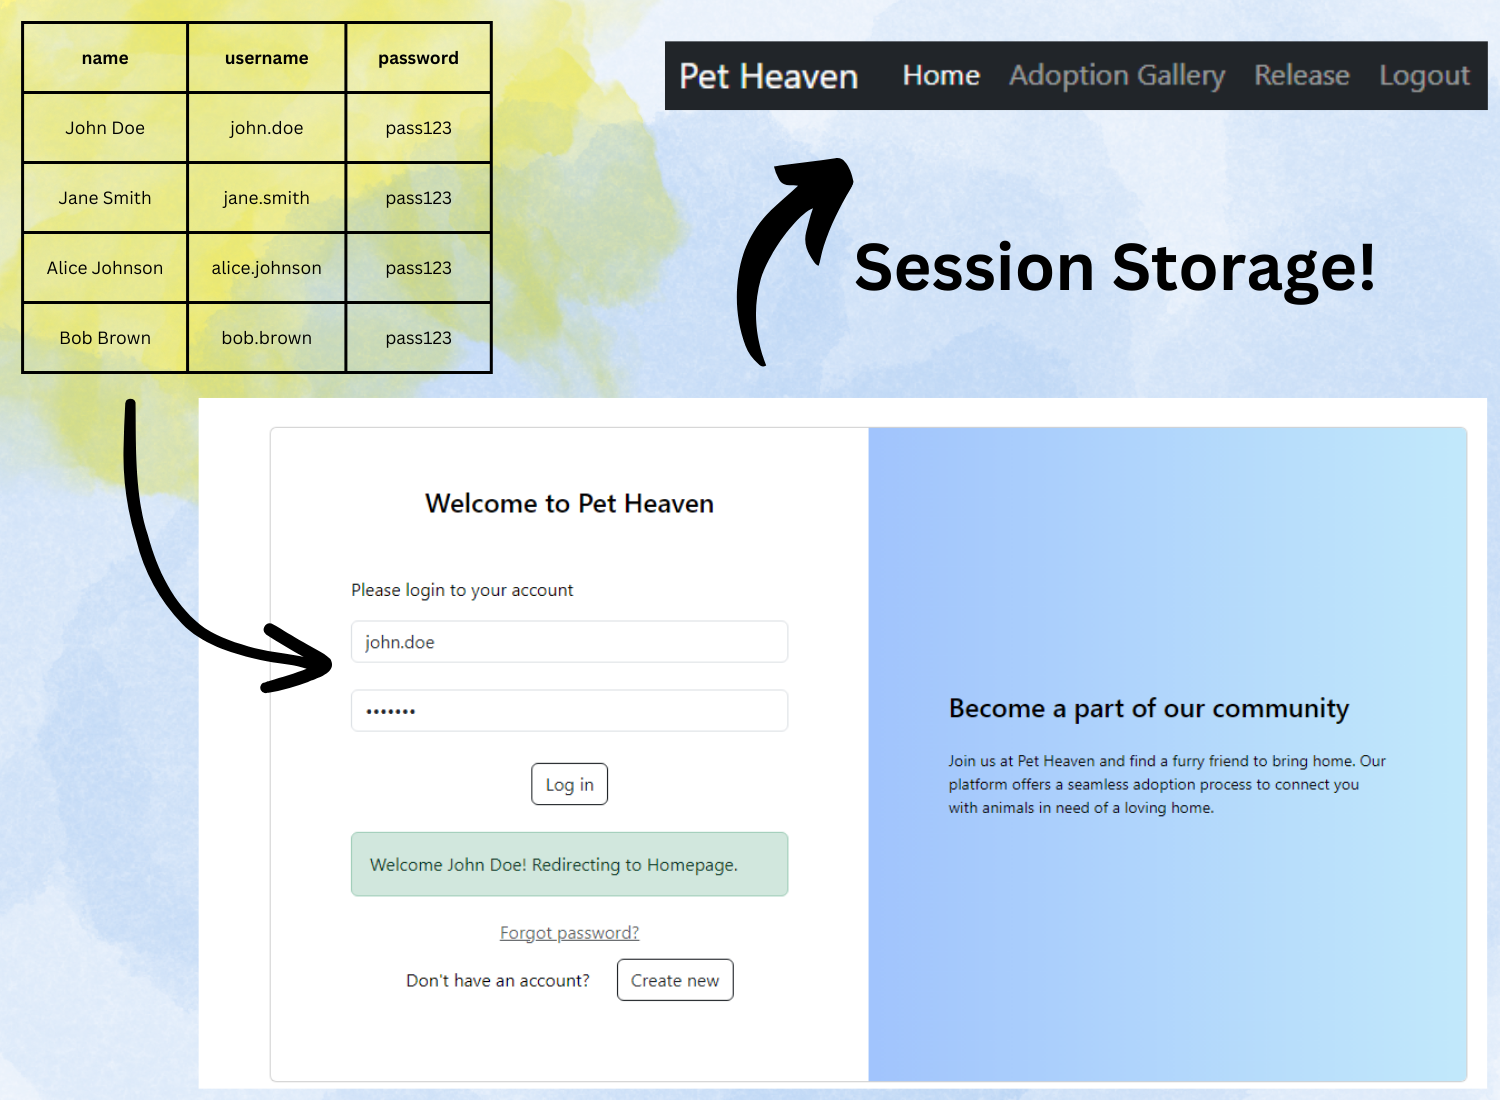 name username password
John Doe john.doe pass123
Jane Smith jane.smith pass123
Alice Johnson alice.johnson pass123
Bob Brown bob.brown pass123
Pet Heaven Home Adoption Gallery Release Logout
Session Storage!
Welcome to Pet Heaven
Please login to your account
john.doe
•••••••
Log in
Welcome John Doe! Redirecting to Homepage.
Forgot password?
Don't have an account? Create new
Become a part of our community
Join us at Pet Heaven and find a furry friend to bring home. Our
platform offers a seamless adoption process to connect you
with animals in need of a loving home.